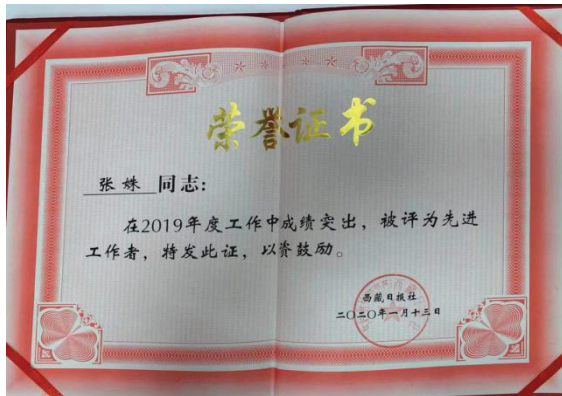 荣誉证书
张姝 同志：
在2019年度工作中成绩突出，被评为先进
工作者，特发此证，以资鼓励。
西藏日报社
二〇二〇年一月十三日